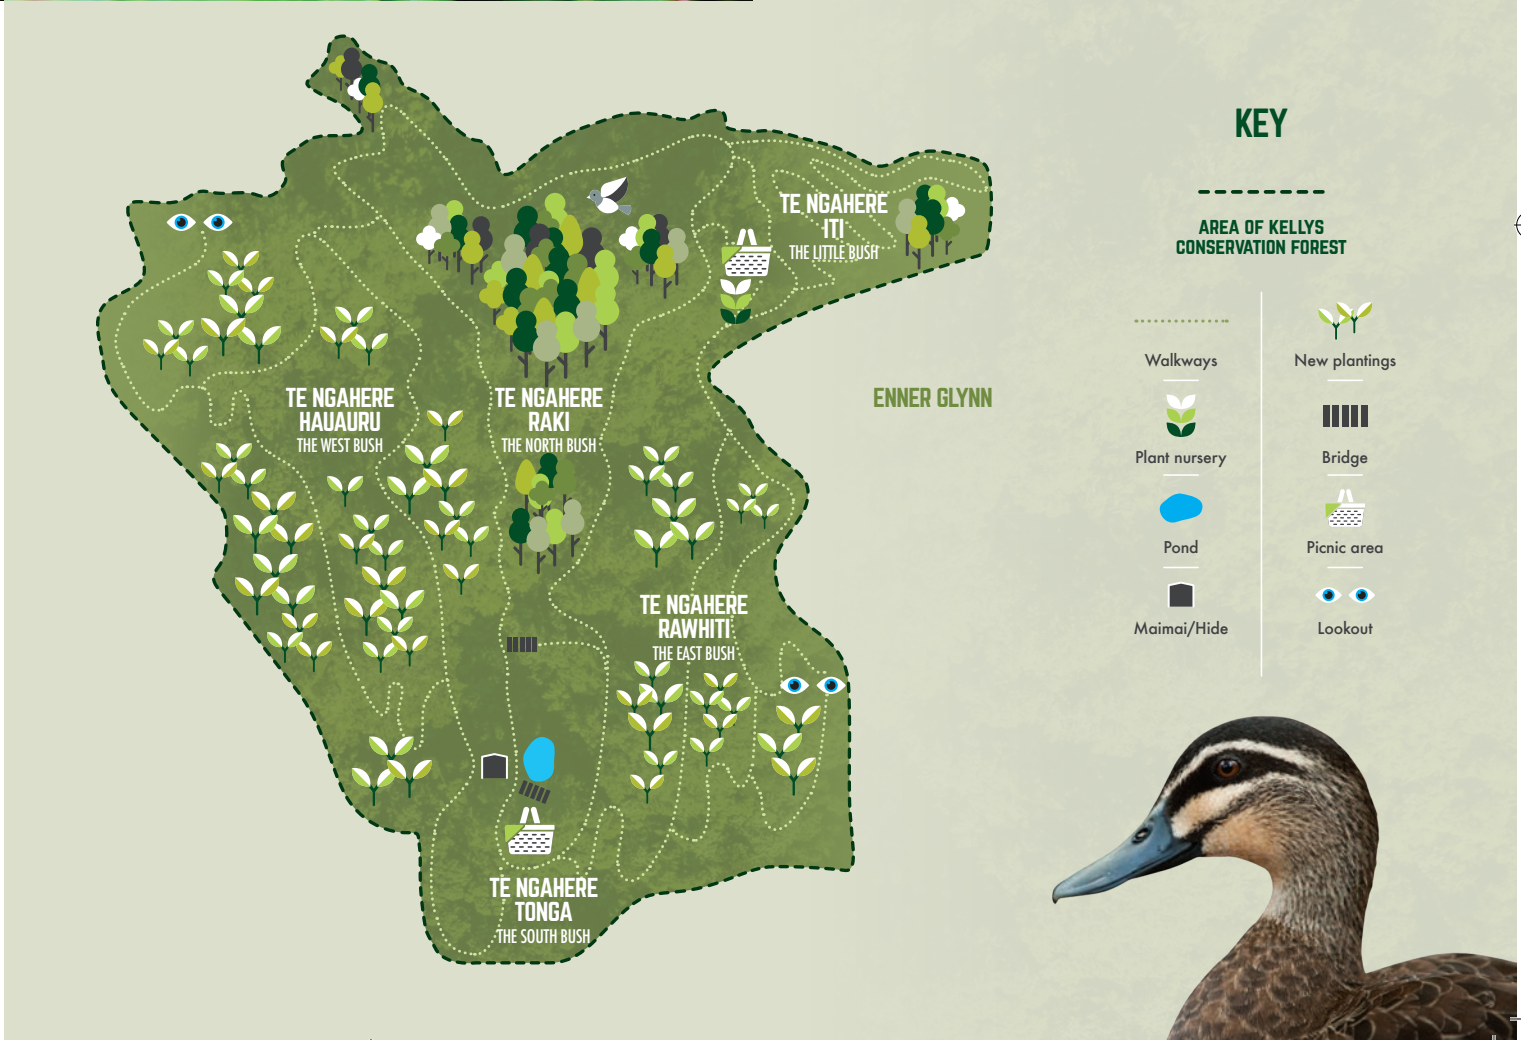 TE NGAHERE
ITI
THE LITTLE BUSH
TE NGAHERE
HAUAURU
THE WEST BUSH
TE NGAHERE
RAKI
THE NORTH BUSH
ENNER GLYNN
TE NGAHERE
RAWHITI
THE EAST BUSH
TE NGAHERE
TONGA
THE SOUTH BUSH
KEY
AREA OF KELLYS
CONSERVATION FOREST
Walkways
New plantings
Plant nursery
Bridge
Pond
Picnic area
Maimai/Hide
Lookout